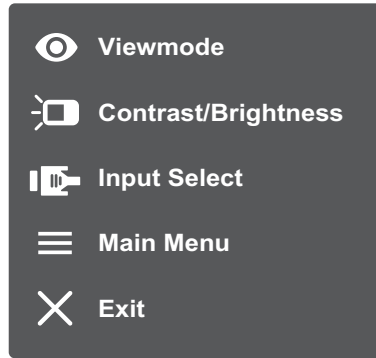 Viewmode
Contrast/Brightness
Input Select
Main Menu
Exit